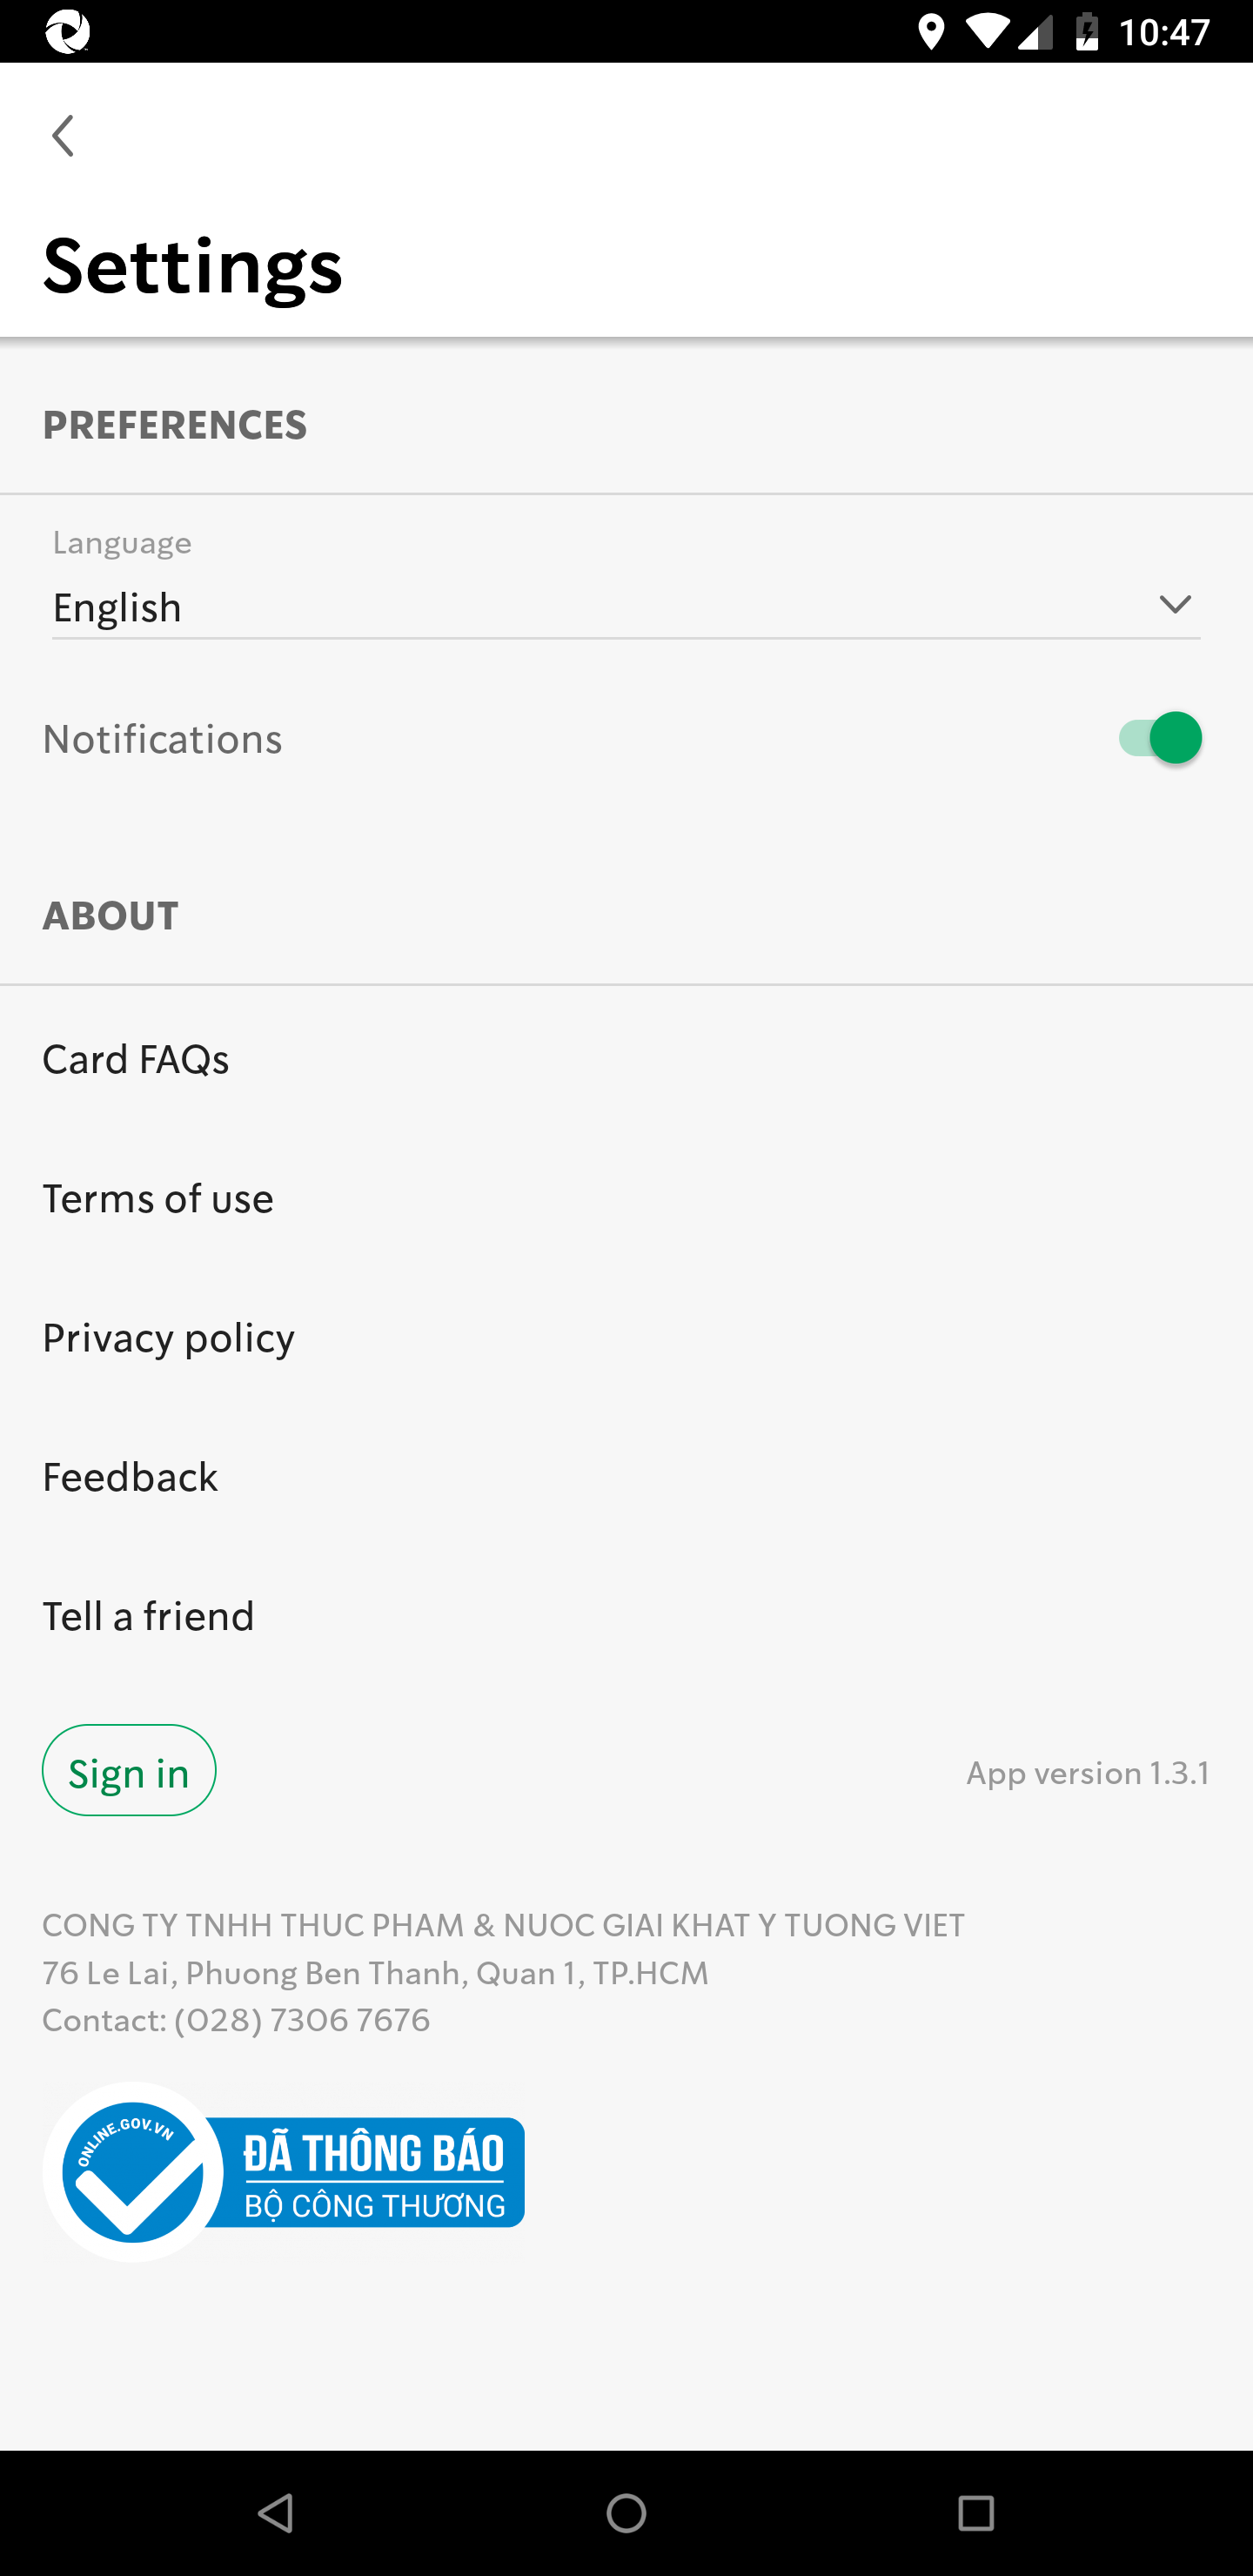 10:47
Settings
PREFERENCES
Language
English
Notifications
ABOUT
Card FAQs
Terms of use
Privacy policy
Feedback
Tell a friend
Sign in
App version 1.3.1
CONG TY TNHH THUC PHAM & NUOC GIAI KHAT Y TUONG VIET
76 Le Lai, Phuong Ben Thanh, Quan 1, TP.HCM
Contact: (028) 7306 7676
ONLINE.GOV.VN
ĐÃ THÔNG BÁO
BỘ CÔNG THƯƠNG